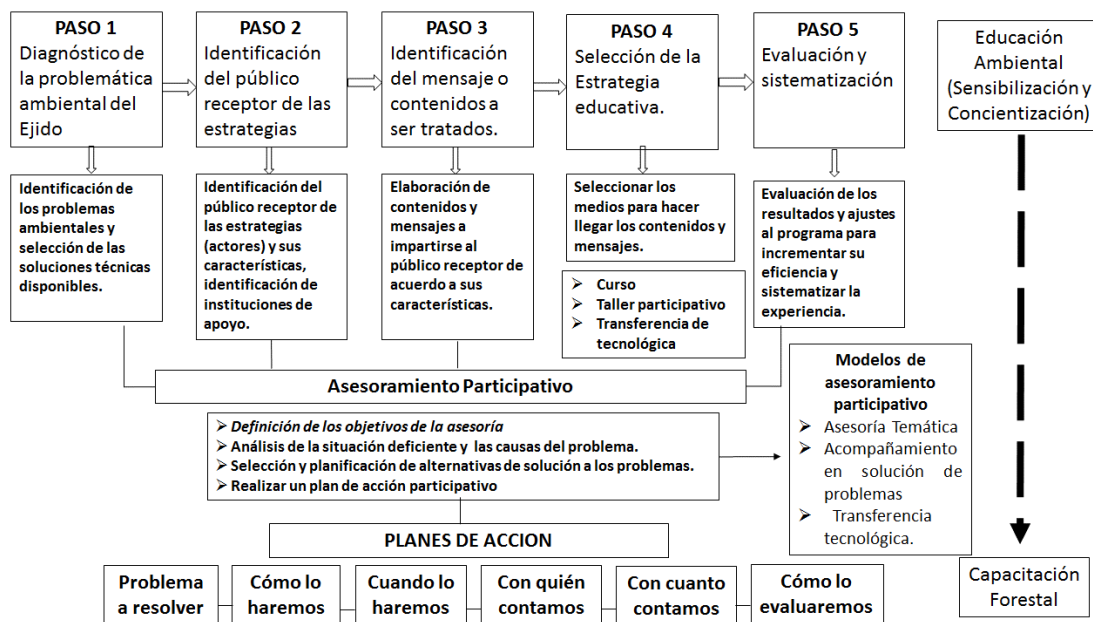 PASO 1
Diagnóstico de
la problemática
ambiental del
Ejido
PASO 2
Identificación
del público
receptor de las
estrategias
PASO 3
Identificación
del mensaje o
contenidos a
ser tratados.
PASO 4
Selección de la
Estrategia
educativa.
PASO 5
Evaluación y
sistematización
Educación
Ambiental
(Sensibilización y
Concientización)
Identificación de
los problemas
ambientales y
selección de las
soluciones técnicas
disponibles.
Identificación del
público receptor de
las estrategias
(actores) y sus
características,
identificación de
instituciones de
apoyo.
Elaboración de
contenidos y
mensajes a
impartirse al
público receptor de
acuerdo a sus
características.
Seleccionar los
medios para hacer
llegar los contenidos y
mensajes.
➢ Curso
➢ Taller participativo
➢ Transferencia de
tecnológica
Evaluación de los
resultados y ajustes
al programa para
incrementar su
eficiencia y
sistematizar la
experiencia.
Asesoramiento Participativo
➢ Definición de los objetivos de la asesoría
➢ Análisis de la situación deficiente y las causas del problema.
➢ Selección y planificación de alternativas de solución a los problemas.
➢ Realizar un plan de acción participativo
Modelos de
asesoramiento
participativo
➢ Asesoría Temática
➢ Acompañamiento
en solución de
problemas
➢ Transferencia
tecnológica.
PLANES DE ACCION
Problema
a resolver
Cómo lo
haremos
Cuando lo
haremos
Con quién
contamos
Con cuanto
contamos
Cómo lo
evaluaremos
Capacitación
Forestal